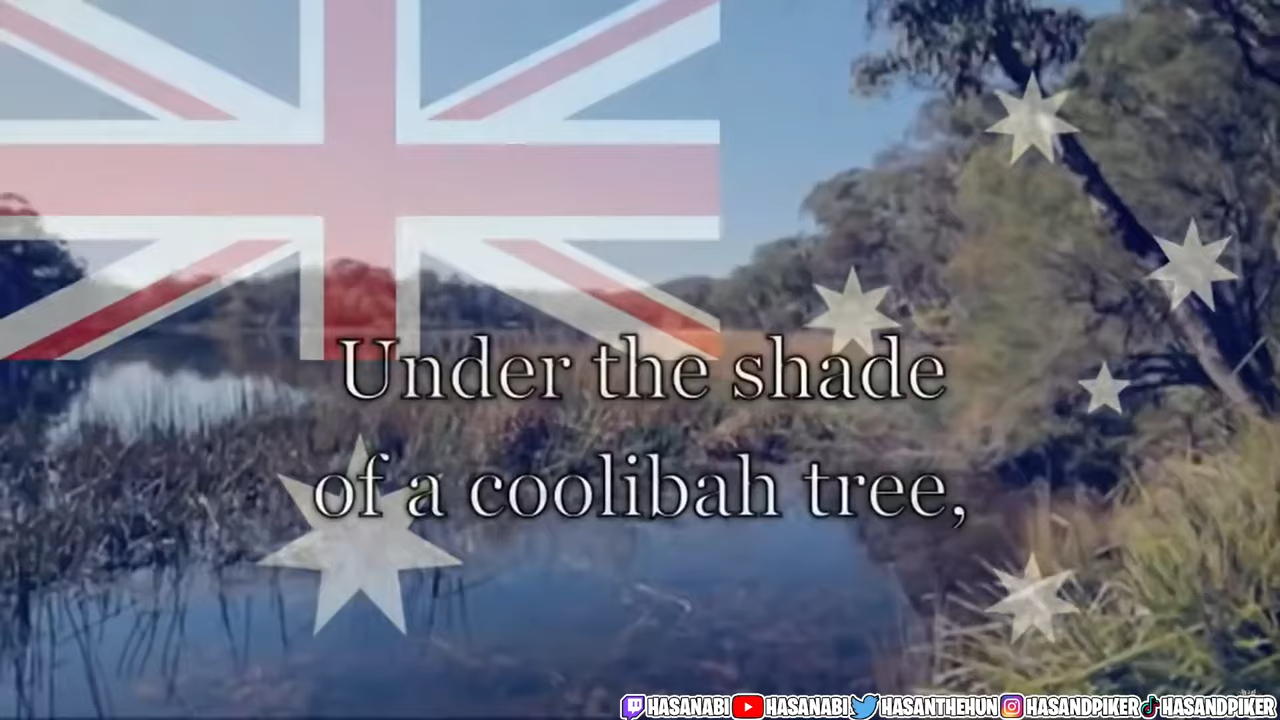 Under the shade
of a coolibah tree,
HASANABI HASANABI HASANTHEHUN HASANDPIKER HASANDPIKER